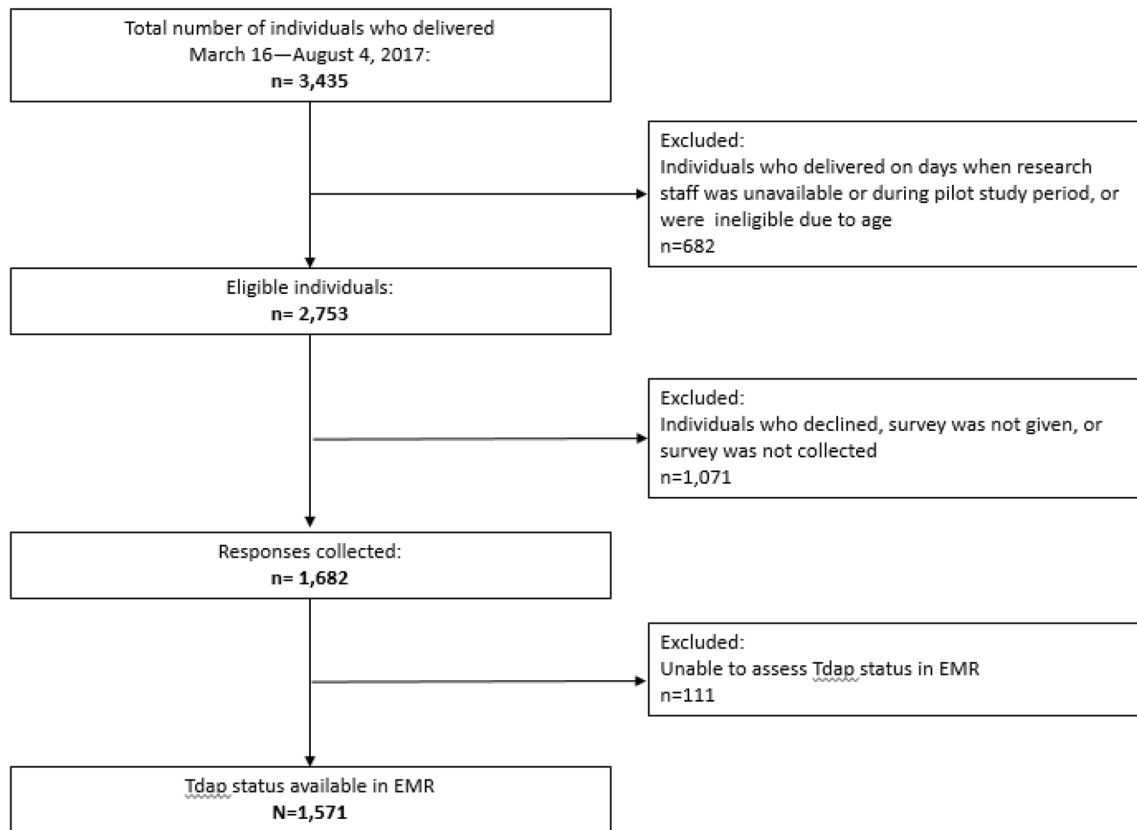 Total number of individuals who delivered
March 16—August 4, 2017:
n= 3,435
Excluded:
Individuals who delivered on days when research
staff was unavailable or during pilot study period, or
were ineligible due to age
n=682
Eligible individuals:
n= 2,753
Excluded:
Individuals who declined, survey was not given, or
survey was not collected
n=1,071
Responses collected:
n= 1,682
Excluded:
Unable to assess Tdap status in EMR
n=111
Tdap status available in EMR
N=1,571